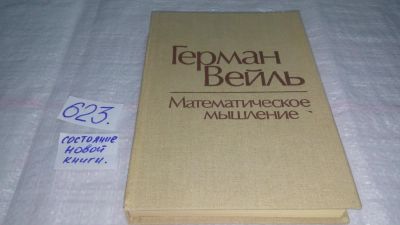 Герман
Вейль
Математическое
мышление
623.
состояние
новой
книги.